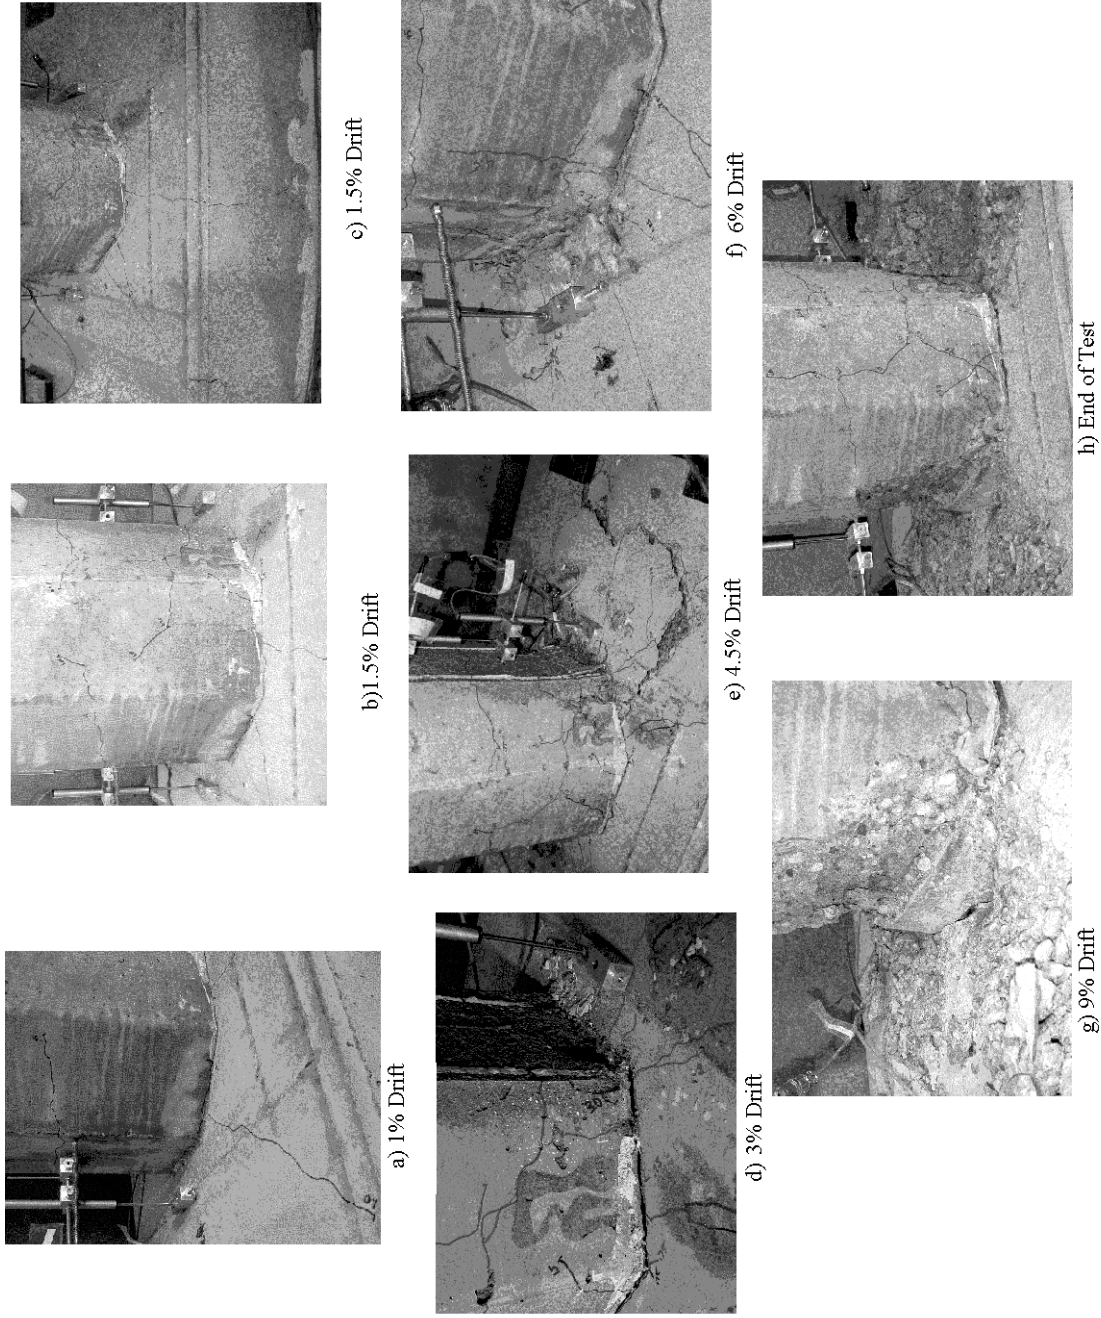 a) 1% Drift
b)1.5% Drift
c) 1.5% Drift
d) 3% Drift
e) 4.5% Drift
f) 6% Drift
g) 9% Drift
h) End of Test